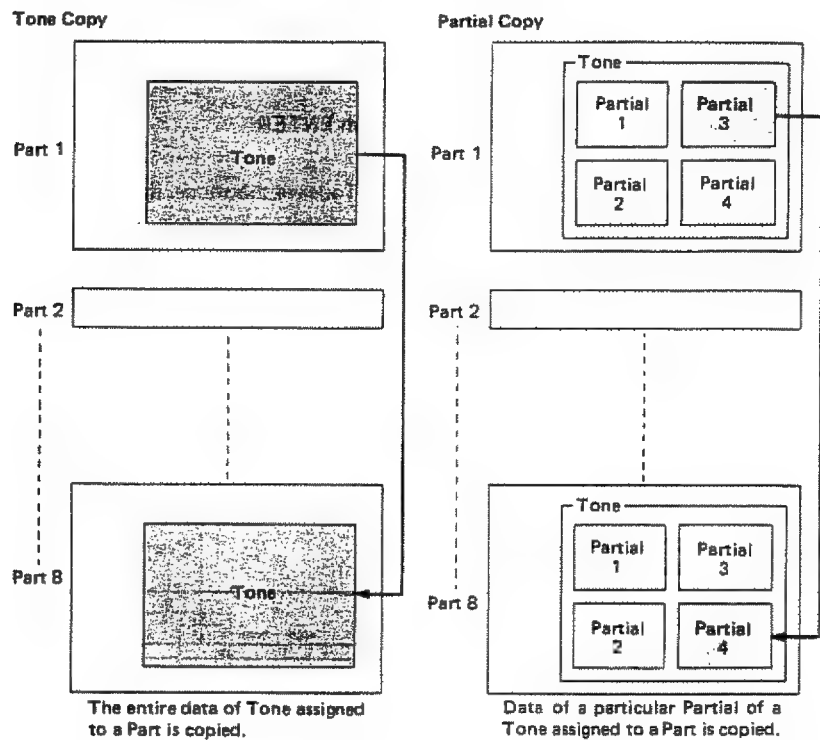 Tone Copy
Part 1
Tone
Part 2
Part 8
Tone
The entire data of Tone assigned
to a Part is copied.
Partial Copy
Part 1
Tone
Partial
1
Partial
3
Partial
2
Partial
4
Part 2
Part 8
Tone
Partial
1
Partial
3
Partial
2
Partial
4
Data of a particular Partial of a
Tone assigned to a Part is copied.